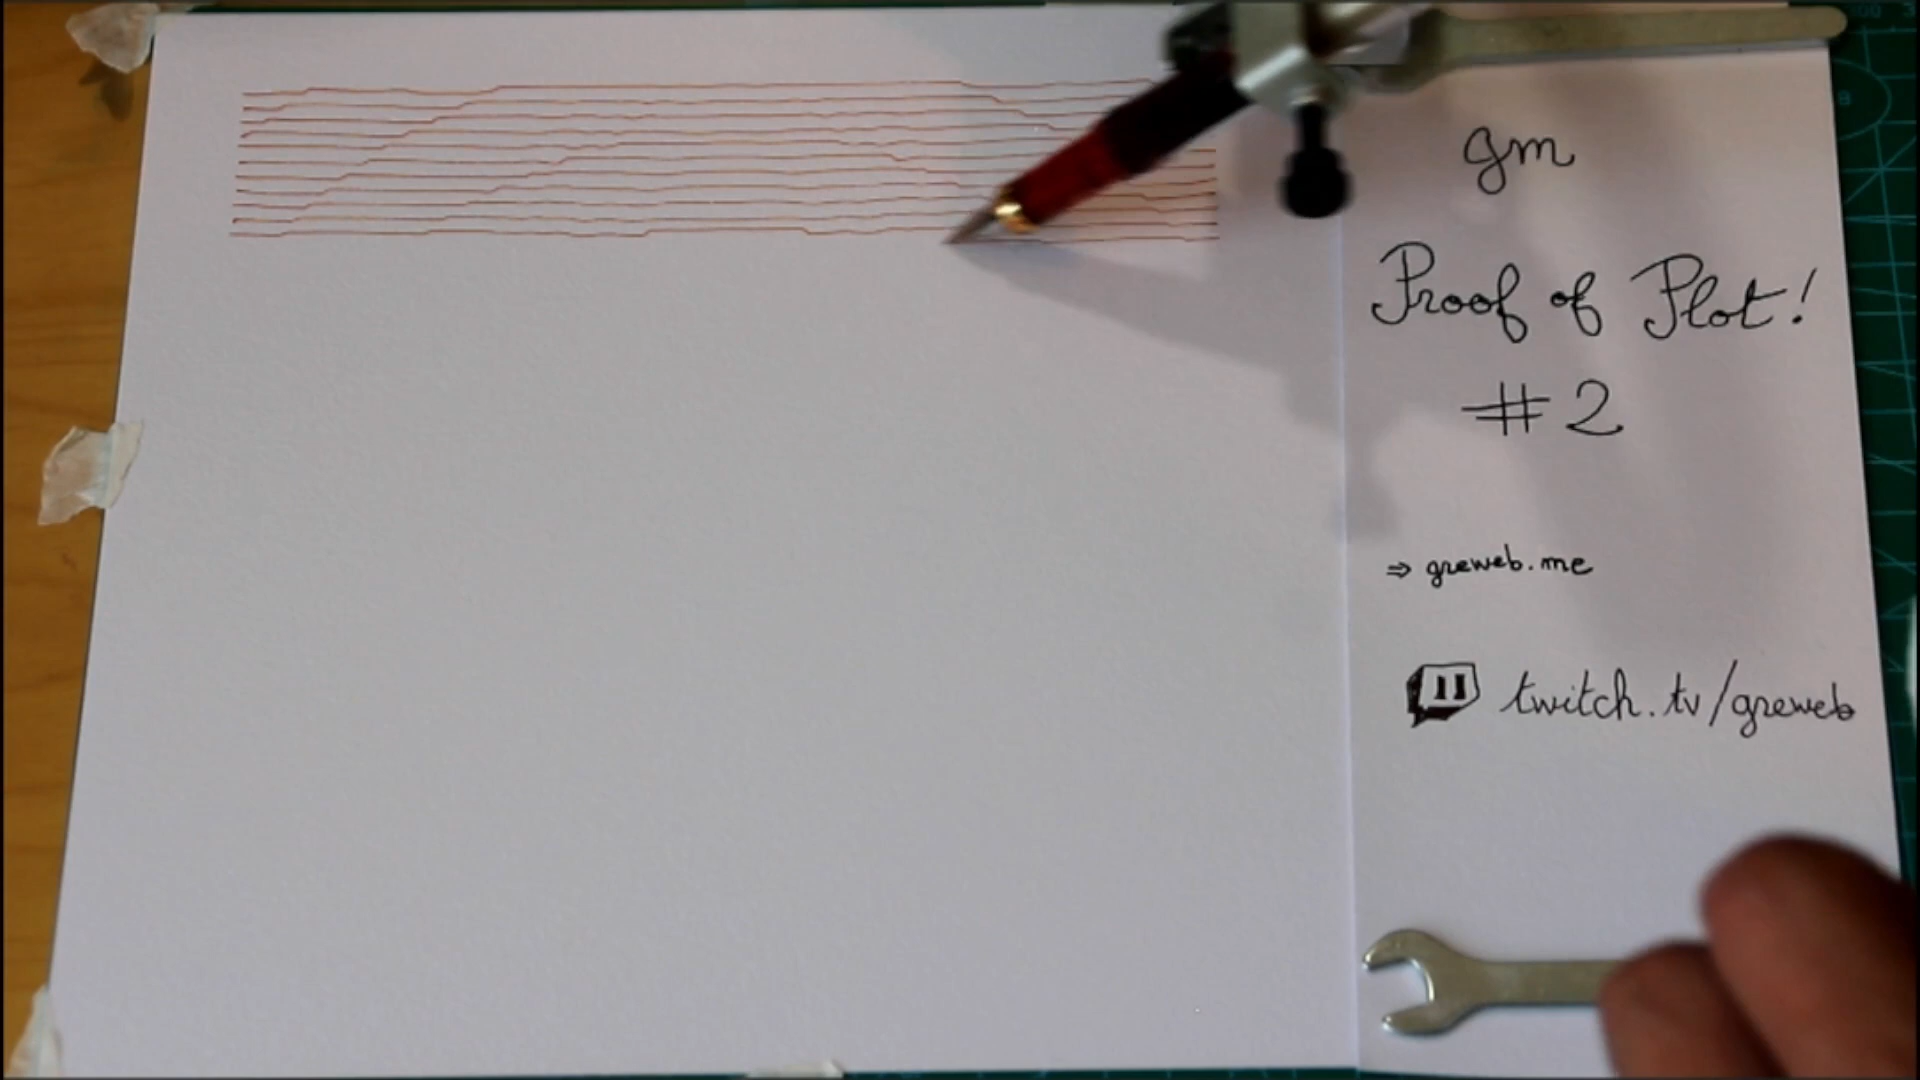 gm
Proof of Plot!
#2
⇒ greweb.me
twitch.tv/greweb